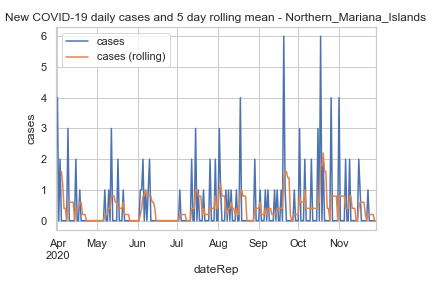 New COVID-19 daily cases and 5 day rolling mean - Northern_Mariana_Islands
cases
cases (rolling)
6
5
4
3
2
1
0
cases
Apr May Jun Jul Aug Sep Oct Nov
2020
dateRep